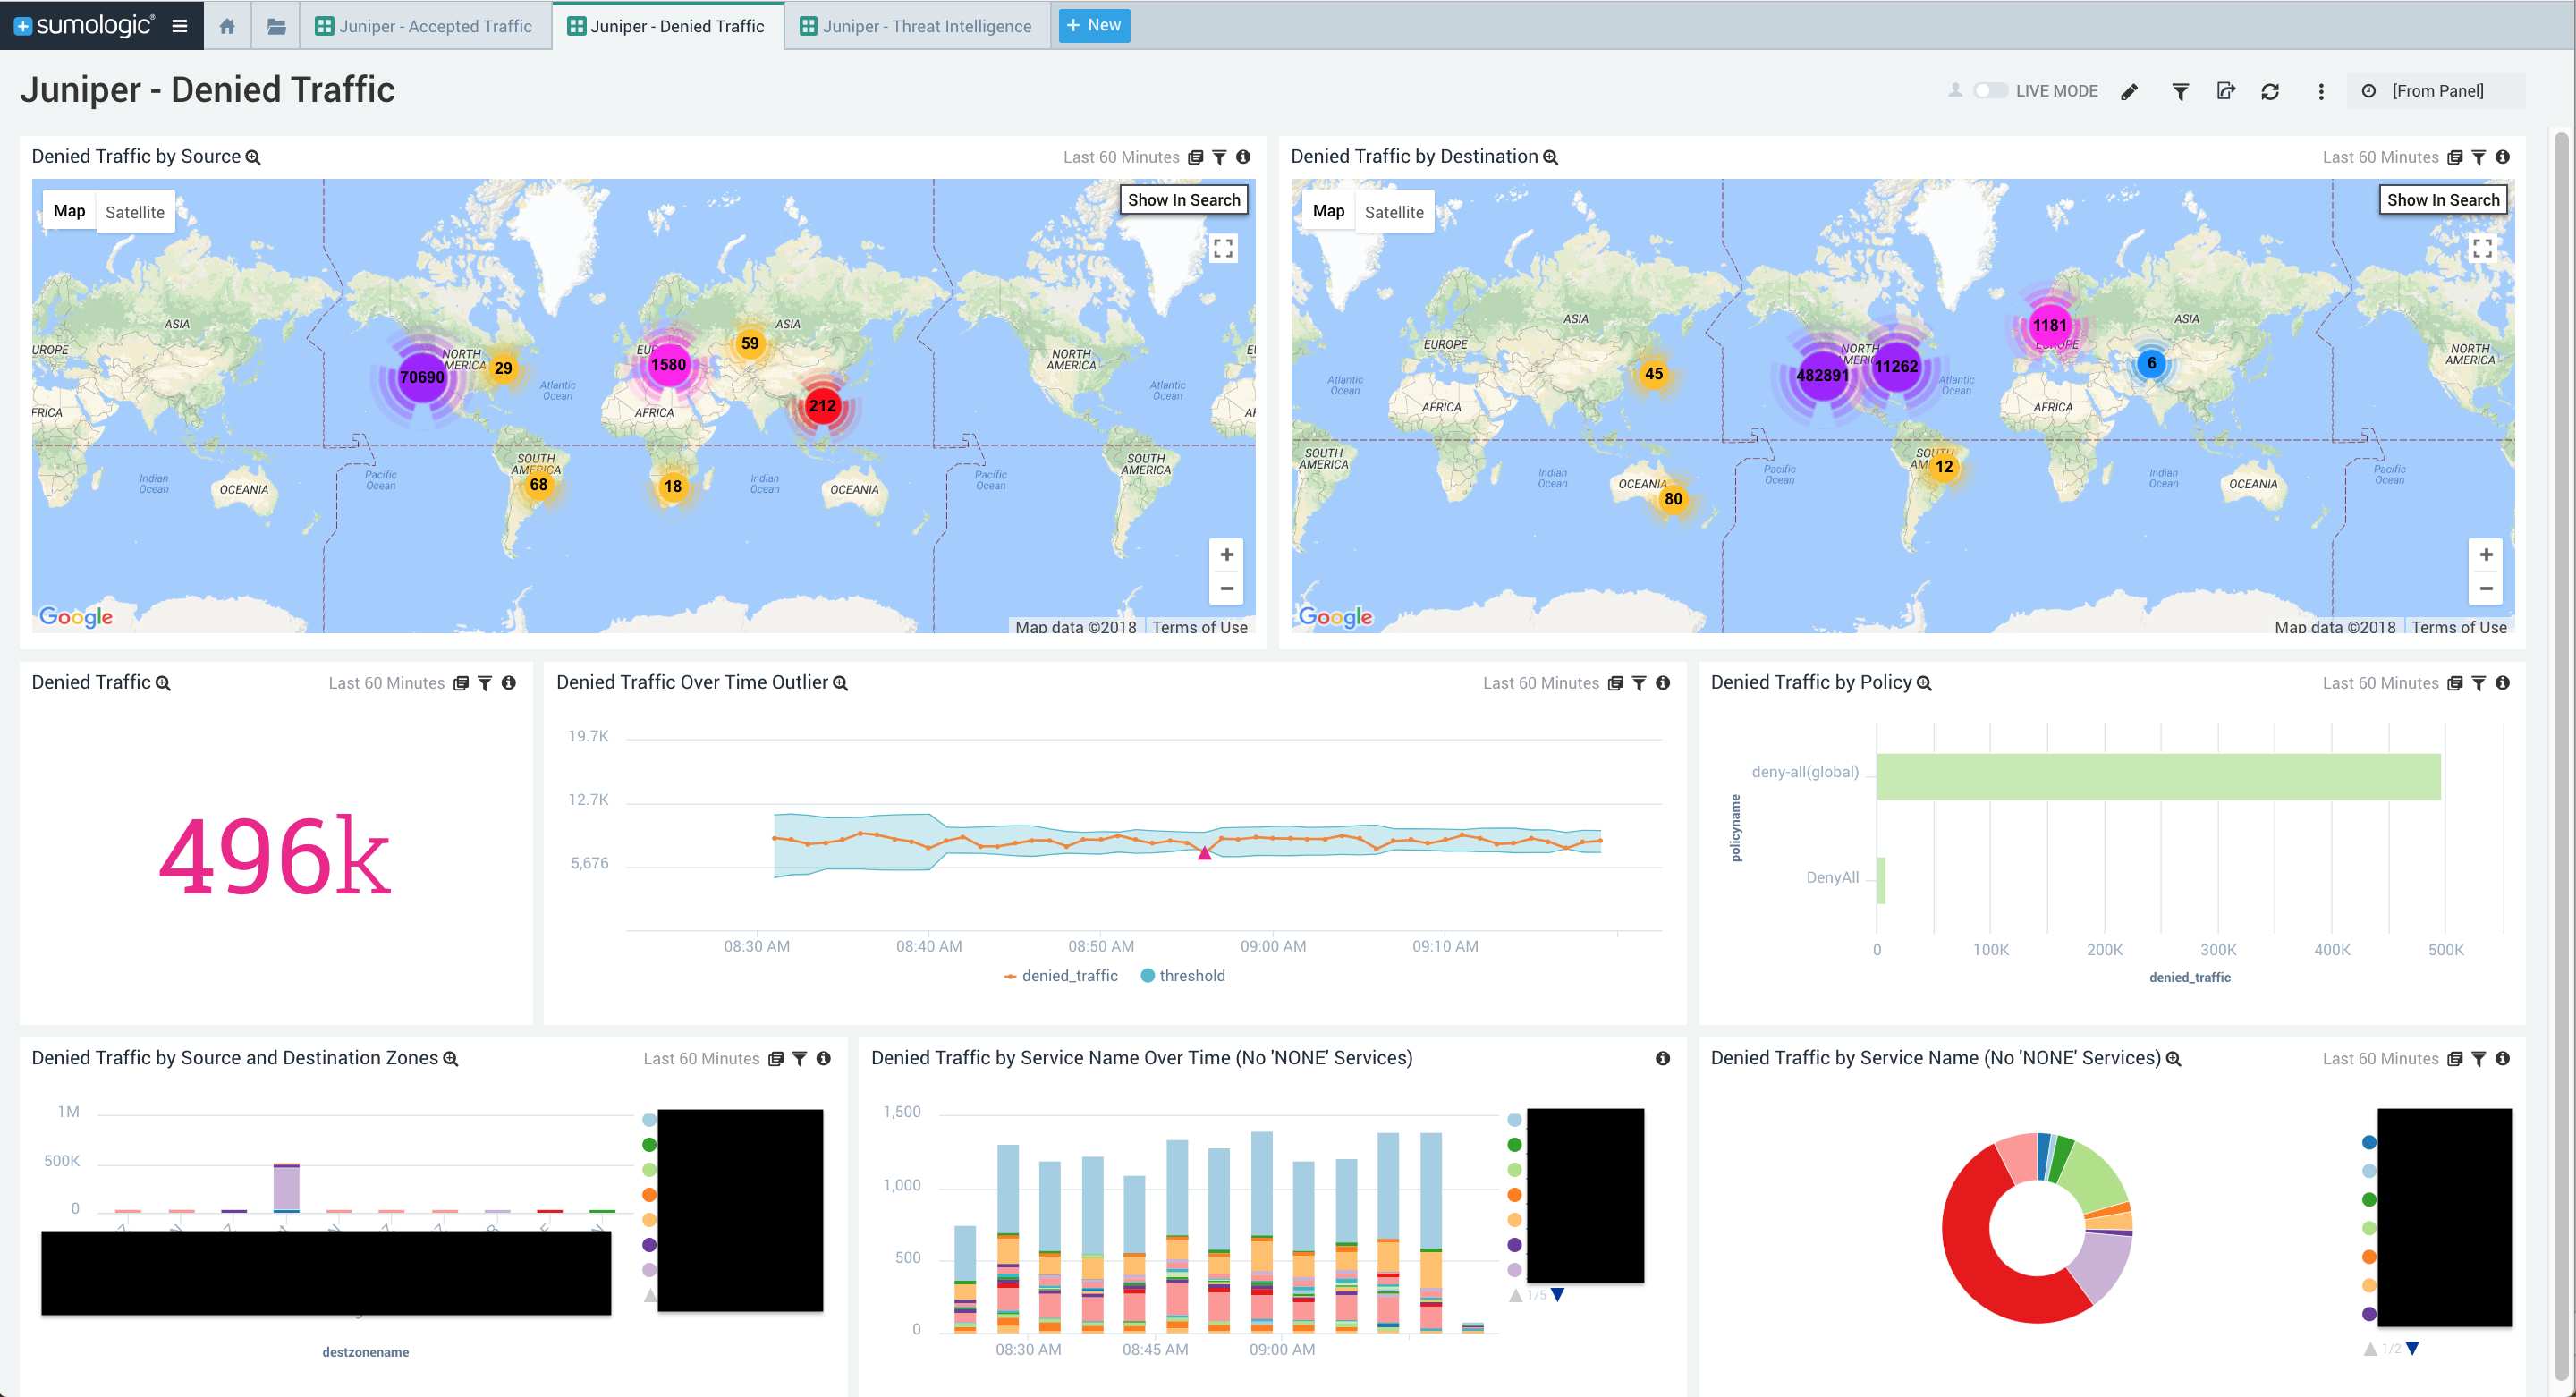 sumologic
Juniper - Accepted Traffic
Juniper - Denied Traffic
Juniper - Threat Intelligence
+ New
Juniper - Denied Traffic
LIVE MODE
[From Panel]
Denied Traffic by Source
Last 60 Minutes
Map
Satellite
Show In Search
ASIA
ASIA
EUROPE
NORTH
AMERICA
NORTH
AMERICA
AFRICA
Atlantic
Ocean
Atlantic
Ocean
70690
29
1580
59
212
68
18
SOUTH
AMERICA
SOUTH
AMERICA
Indian
Ocean
OCEANIA
Pacific
Ocean
Indian
Ocean
OCEANIA
Pacific
Ocean
Google
Map data ©2018
Terms of Use
Denied Traffic by Destination
Last 60 Minutes
Map
Satellite
Show In Search
ASIA
ASIA
EUROPE
NORTH
AMERICA
Atlantic
Ocean
Atlantic
Ocean
AFRICA
AFRICA
45
482891
11262
1181
6
12
80
SOUTH
AMERICA
Indian
Ocean
OCEANIA
Pacific
Ocean
Indian
Ocean
OCEANIA
Pacific
Ocean
Google
Map data ©2018
Terms of Use
Denied Traffic
Last 60 Minutes
496k
Denied Traffic Over Time Outlier
Last 60 Minutes
19.7K
12.7K
5,676
08:30 AM
08:40 AM
08:50 AM
09:00 AM
09:10 AM
denied_traffic
threshold
Denied Traffic by Policy
Last 60 Minutes
policyname
deny-all(global)
DenyAll
0
100K
200K
300K
400K
500K
denied_traffic
Denied Traffic by Source and Destination Zones
Last 60 Minutes
1M
500K
0
destzonename
Denied Traffic by Service Name Over Time (No 'NONE' Services)
1,500
1,000
500
0
08:30 AM
08:45 AM
09:00 AM
1/5
Denied Traffic by Service Name (No 'NONE' Services)
Last 60 Minutes
1/2